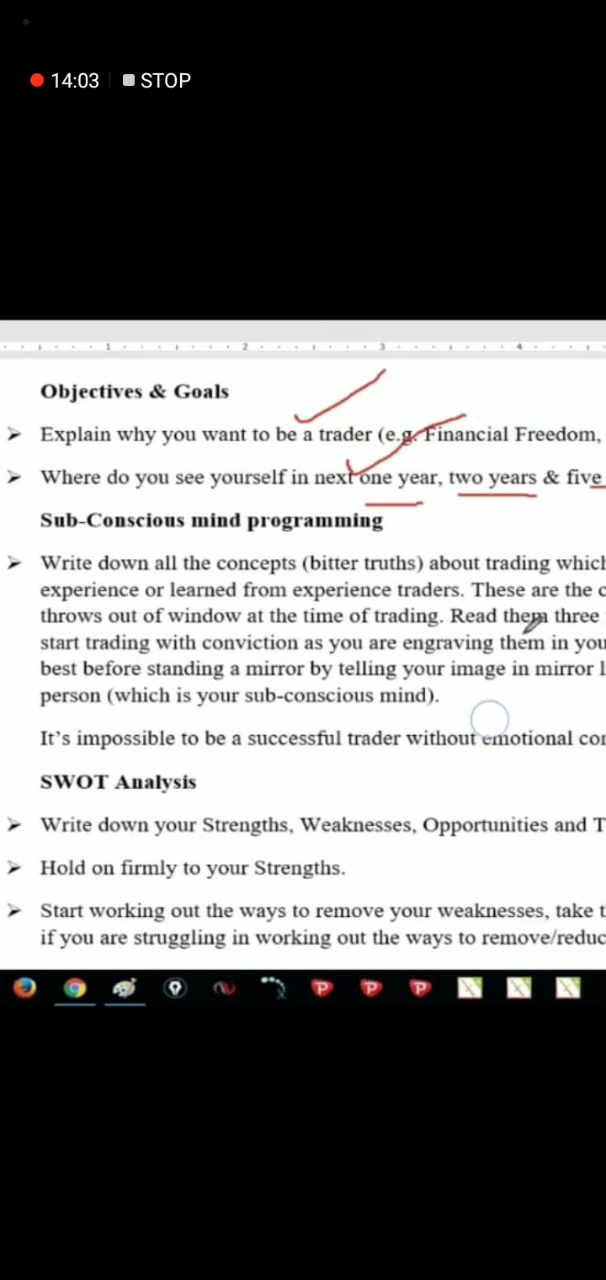 14:03 STOP
1 2 3 4
Objectives & Goals
➢ Explain why you want to be a trader (e.g. Financial Freedom,
➢ Where do you see yourself in next one year, two years & five
Sub-Conscious mind programming
➢ Write down all the concepts (bitter truths) about trading which
experience or learned from experience traders. These are the c
throws out of window at the time of trading. Read them three
start trading with conviction as you are engraving them in you
best before standing a mirror by telling your image in mirror l
person (which is your sub-conscious mind).
It’s impossible to be a successful trader without emotional con
SWOT Analysis
➢ Write down your Strengths, Weaknesses, Opportunities and T
➢ Hold on firmly to your Strengths.
➢ Start working out the ways to remove your weaknesses, take t
if you are struggling in working out the ways to remove/reduc